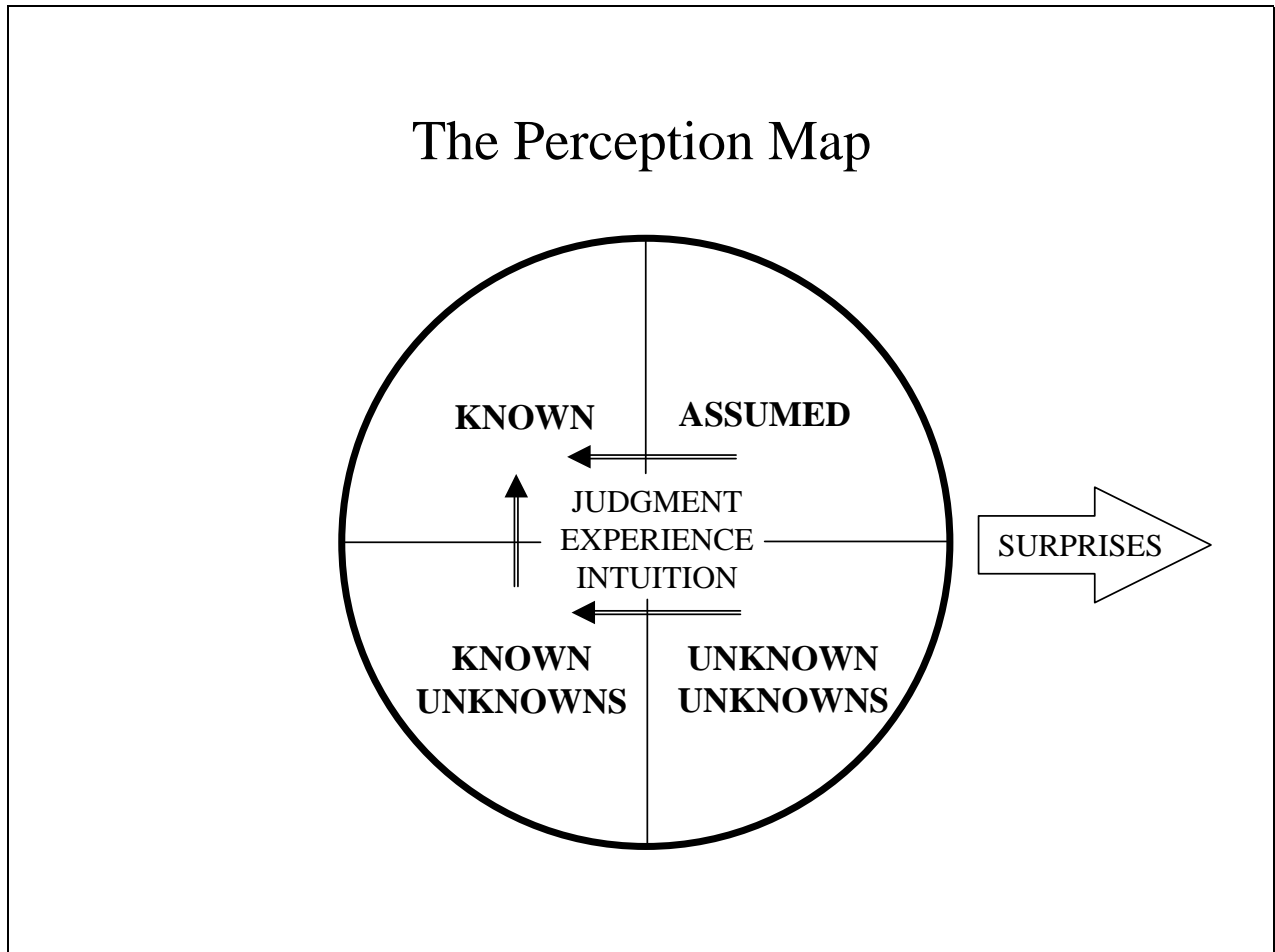 The Perception Map
KNOWN
ASSUMED
JUDGMENT
EXPERIENCE
INTUITION
SURPRISES
KNOWN
UNKNOWNS
UNKNOWN
UNKNOWNS